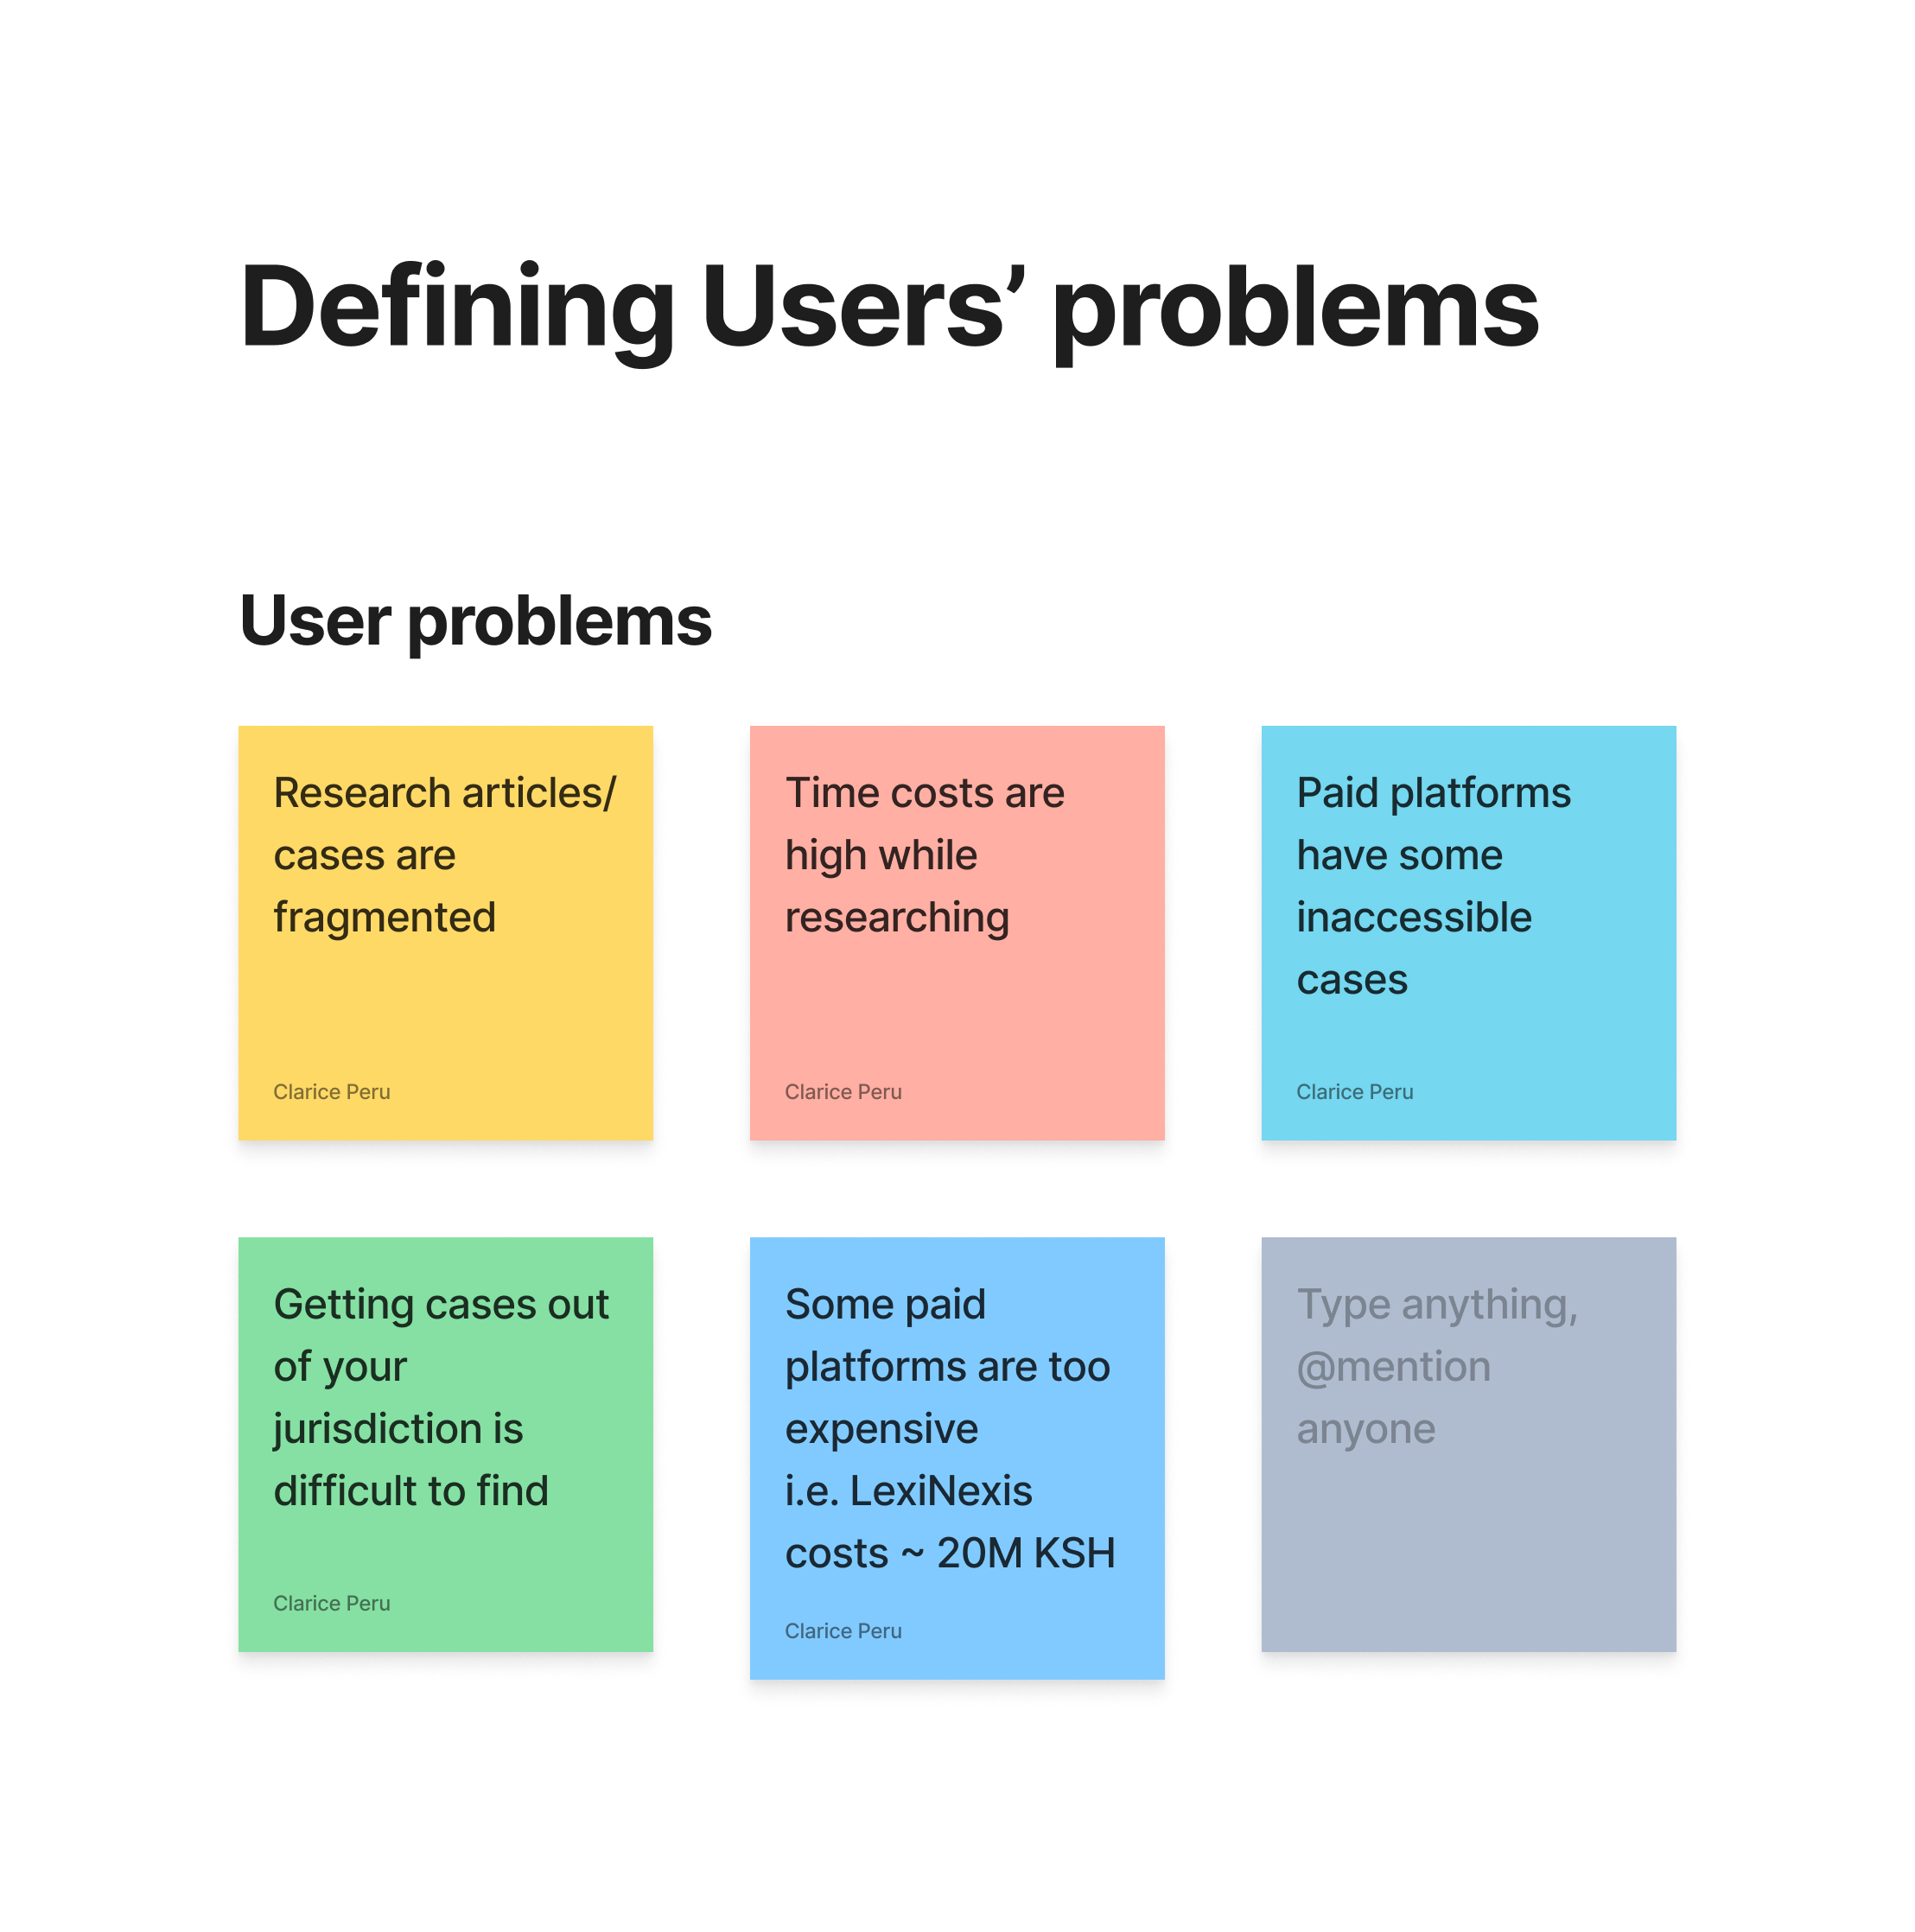 Defining Users’ problems
User problems
Research articles/
cases are
fragmented
Clarice Peru
Time costs are
high while
researching
Clarice Peru
Paid platforms
have some
inaccessible
cases
Clarice Peru
Getting cases out
of your
jurisdiction is
difficult to find
Clarice Peru
Some paid
platforms are too
expensive
i.e. LexiNexis
costs ~ 20M KSH
Clarice Peru
Type anything,
@mention
anyone